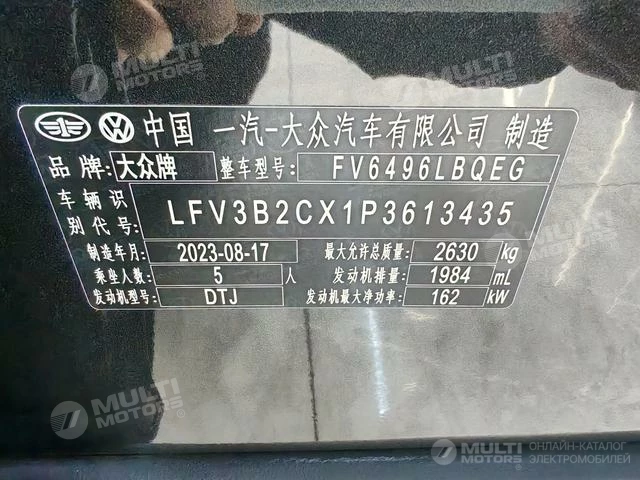 中国 一汽-大众汽车有限公司 制造
品牌: 大众牌 整车型号: FV6496LBQEG
车辆识别代号: LFV3B2CX1P3613435
制造年月: 2023-08-17 最大允许总质量: 2630 kg
乘坐人数: 5 人 发动机排量: 1984 mL
发动机型号: DTJ 发动机最大净功率: 162 kW
MULTI MOTORS®
MULTI MOTORS®
MULTI MOTORS®
MULTI MOTORS®
MULTI MOTORS® ОНЛАЙН-КАТАЛОГ ЭЛЕКТРОМОБИЛЕЙ